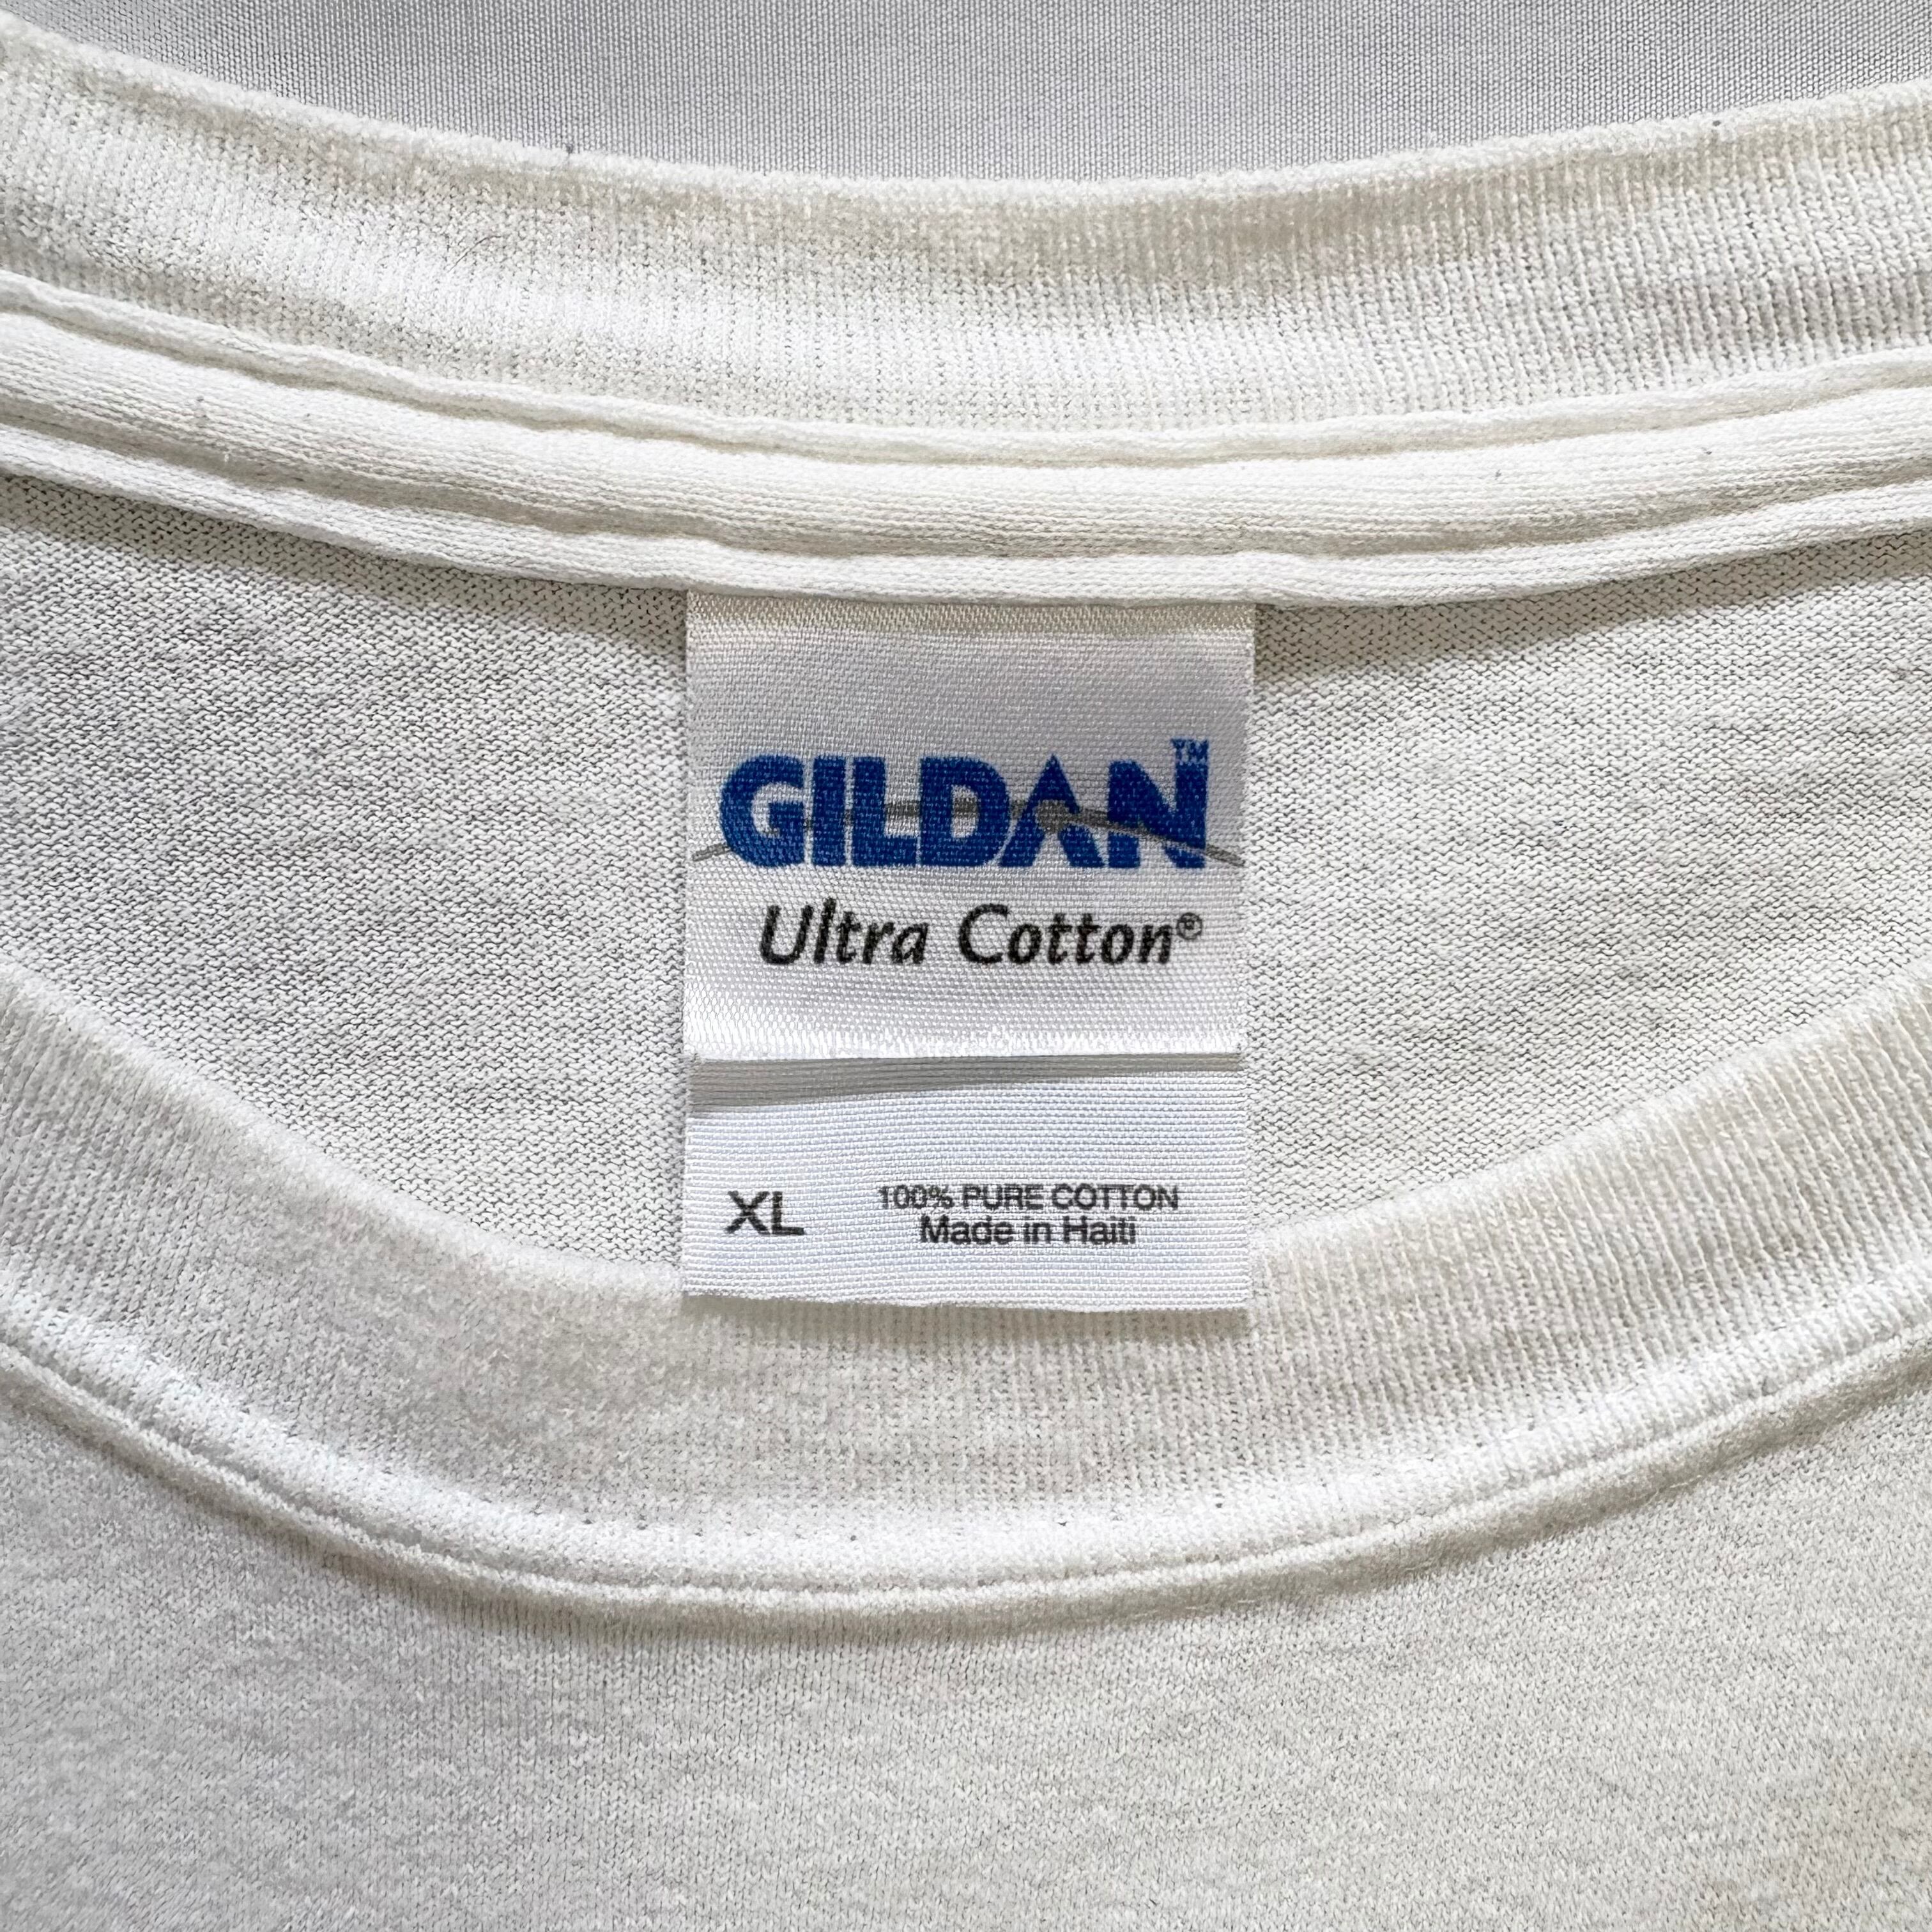 GILDAN™
Ultra Cotton®
XL
100% PURE COTTON
Made in Haiti